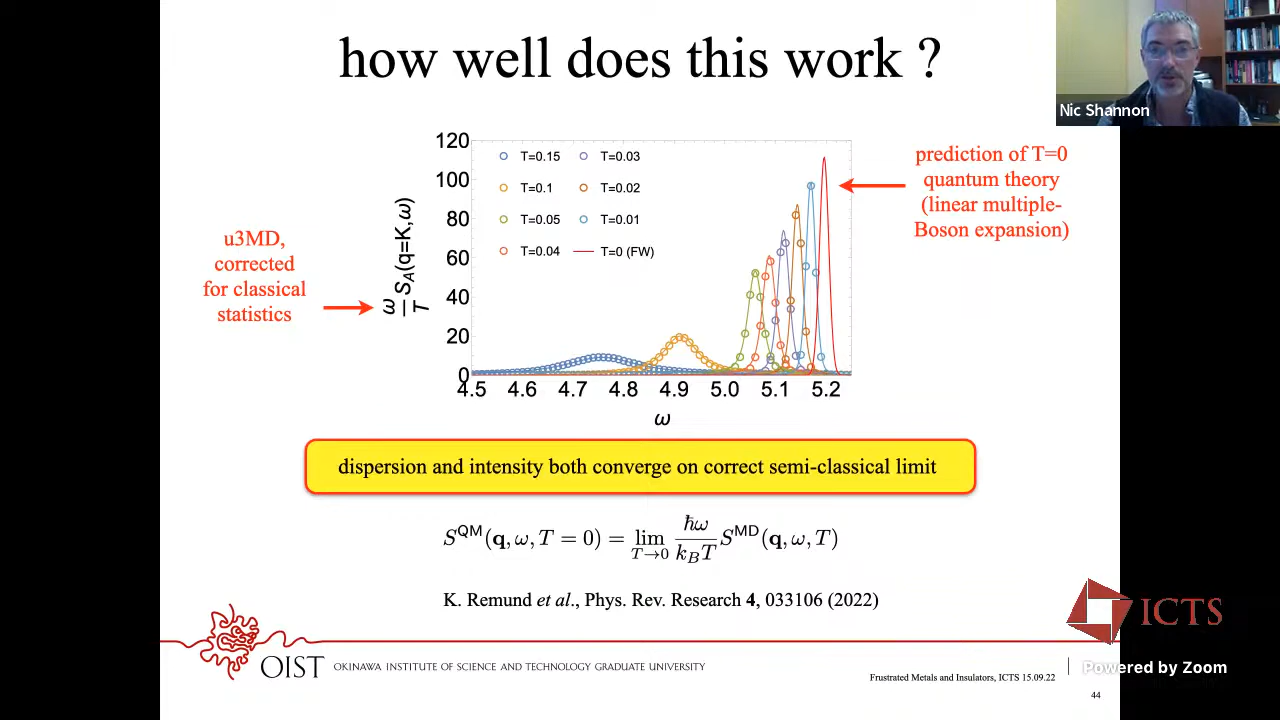 how well does this work ?
Nic Shannon
prediction of T=0
quantum theory
(linear multiple-
Boson expansion)
u3MD,
corrected
for classical
statistics
ω/T S_A(q=K,ω)
120
100
80
60
40
20
0
T=0.15
T=0.03
T=0.1
T=0.02
T=0.05
T=0.01
T=0.04
T=0 (FW)
4.5 4.6 4.7 4.8 4.9 5.0 5.1 5.2
ω
dispersion and intensity both converge on correct semi-classical limit
S^QM(q, ω, T = 0) = lim_{T→0} ħω/k_BT S^MD(q, ω, T)
K. Remund et al., Phys. Rev. Research 4, 033106 (2022)
ICTS
OIST
OKINAWA INSTITUTE OF SCIENCE AND TECHNOLOGY GRADUATE UNIVERSITY
Powered by Zoom
Frustrated Metals and Insulators, ICTS 15.09.22
44